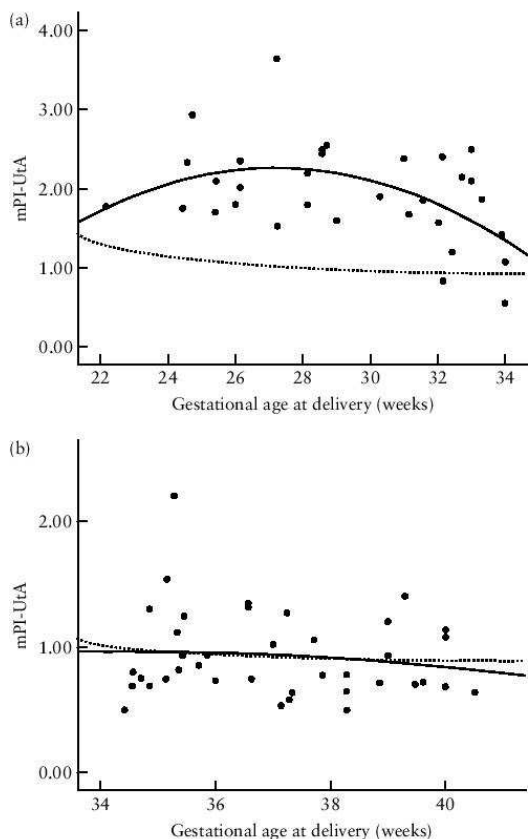 (a)
4.00
3.00
2.00
1.00
0.00
mPI-UtA
22 24 26 28 30 32 34
Gestational age at delivery (weeks)
(b)
2.00
1.00
0.00
mPI-UtA
34 36 38 40
Gestational age at delivery (weeks)